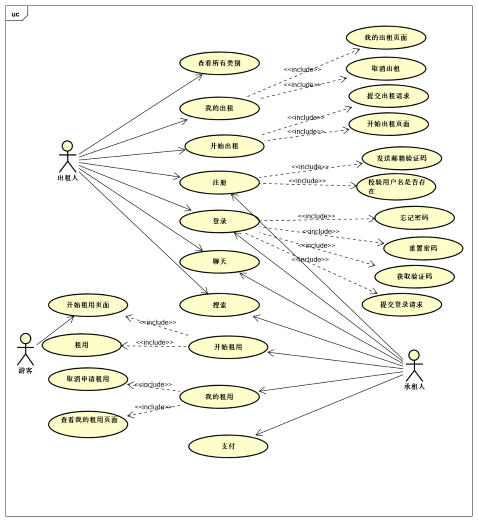 uc
我的出租页面
查看所有类别
<<include>>
取消出租
<<include>>
提交出租请求
我的出租
<<include>>
开始出租页面
<<include>>
开始出租
发送邮箱验证码
<<include>>
出租人
注册
<<include>>
校验用户名是否存
在
登录
<<include>>
忘记密码
<<include>>
重置密码
<<include>>
聊天
<<include>>
获取验证码
开始租用页面
搜索
提交登录请求
<<include>>
租用
<<include>>
开始租用
游客
取消申请租用
<<include>>
承租人
我的租用
<<include>>
查看我的租用页面
支付